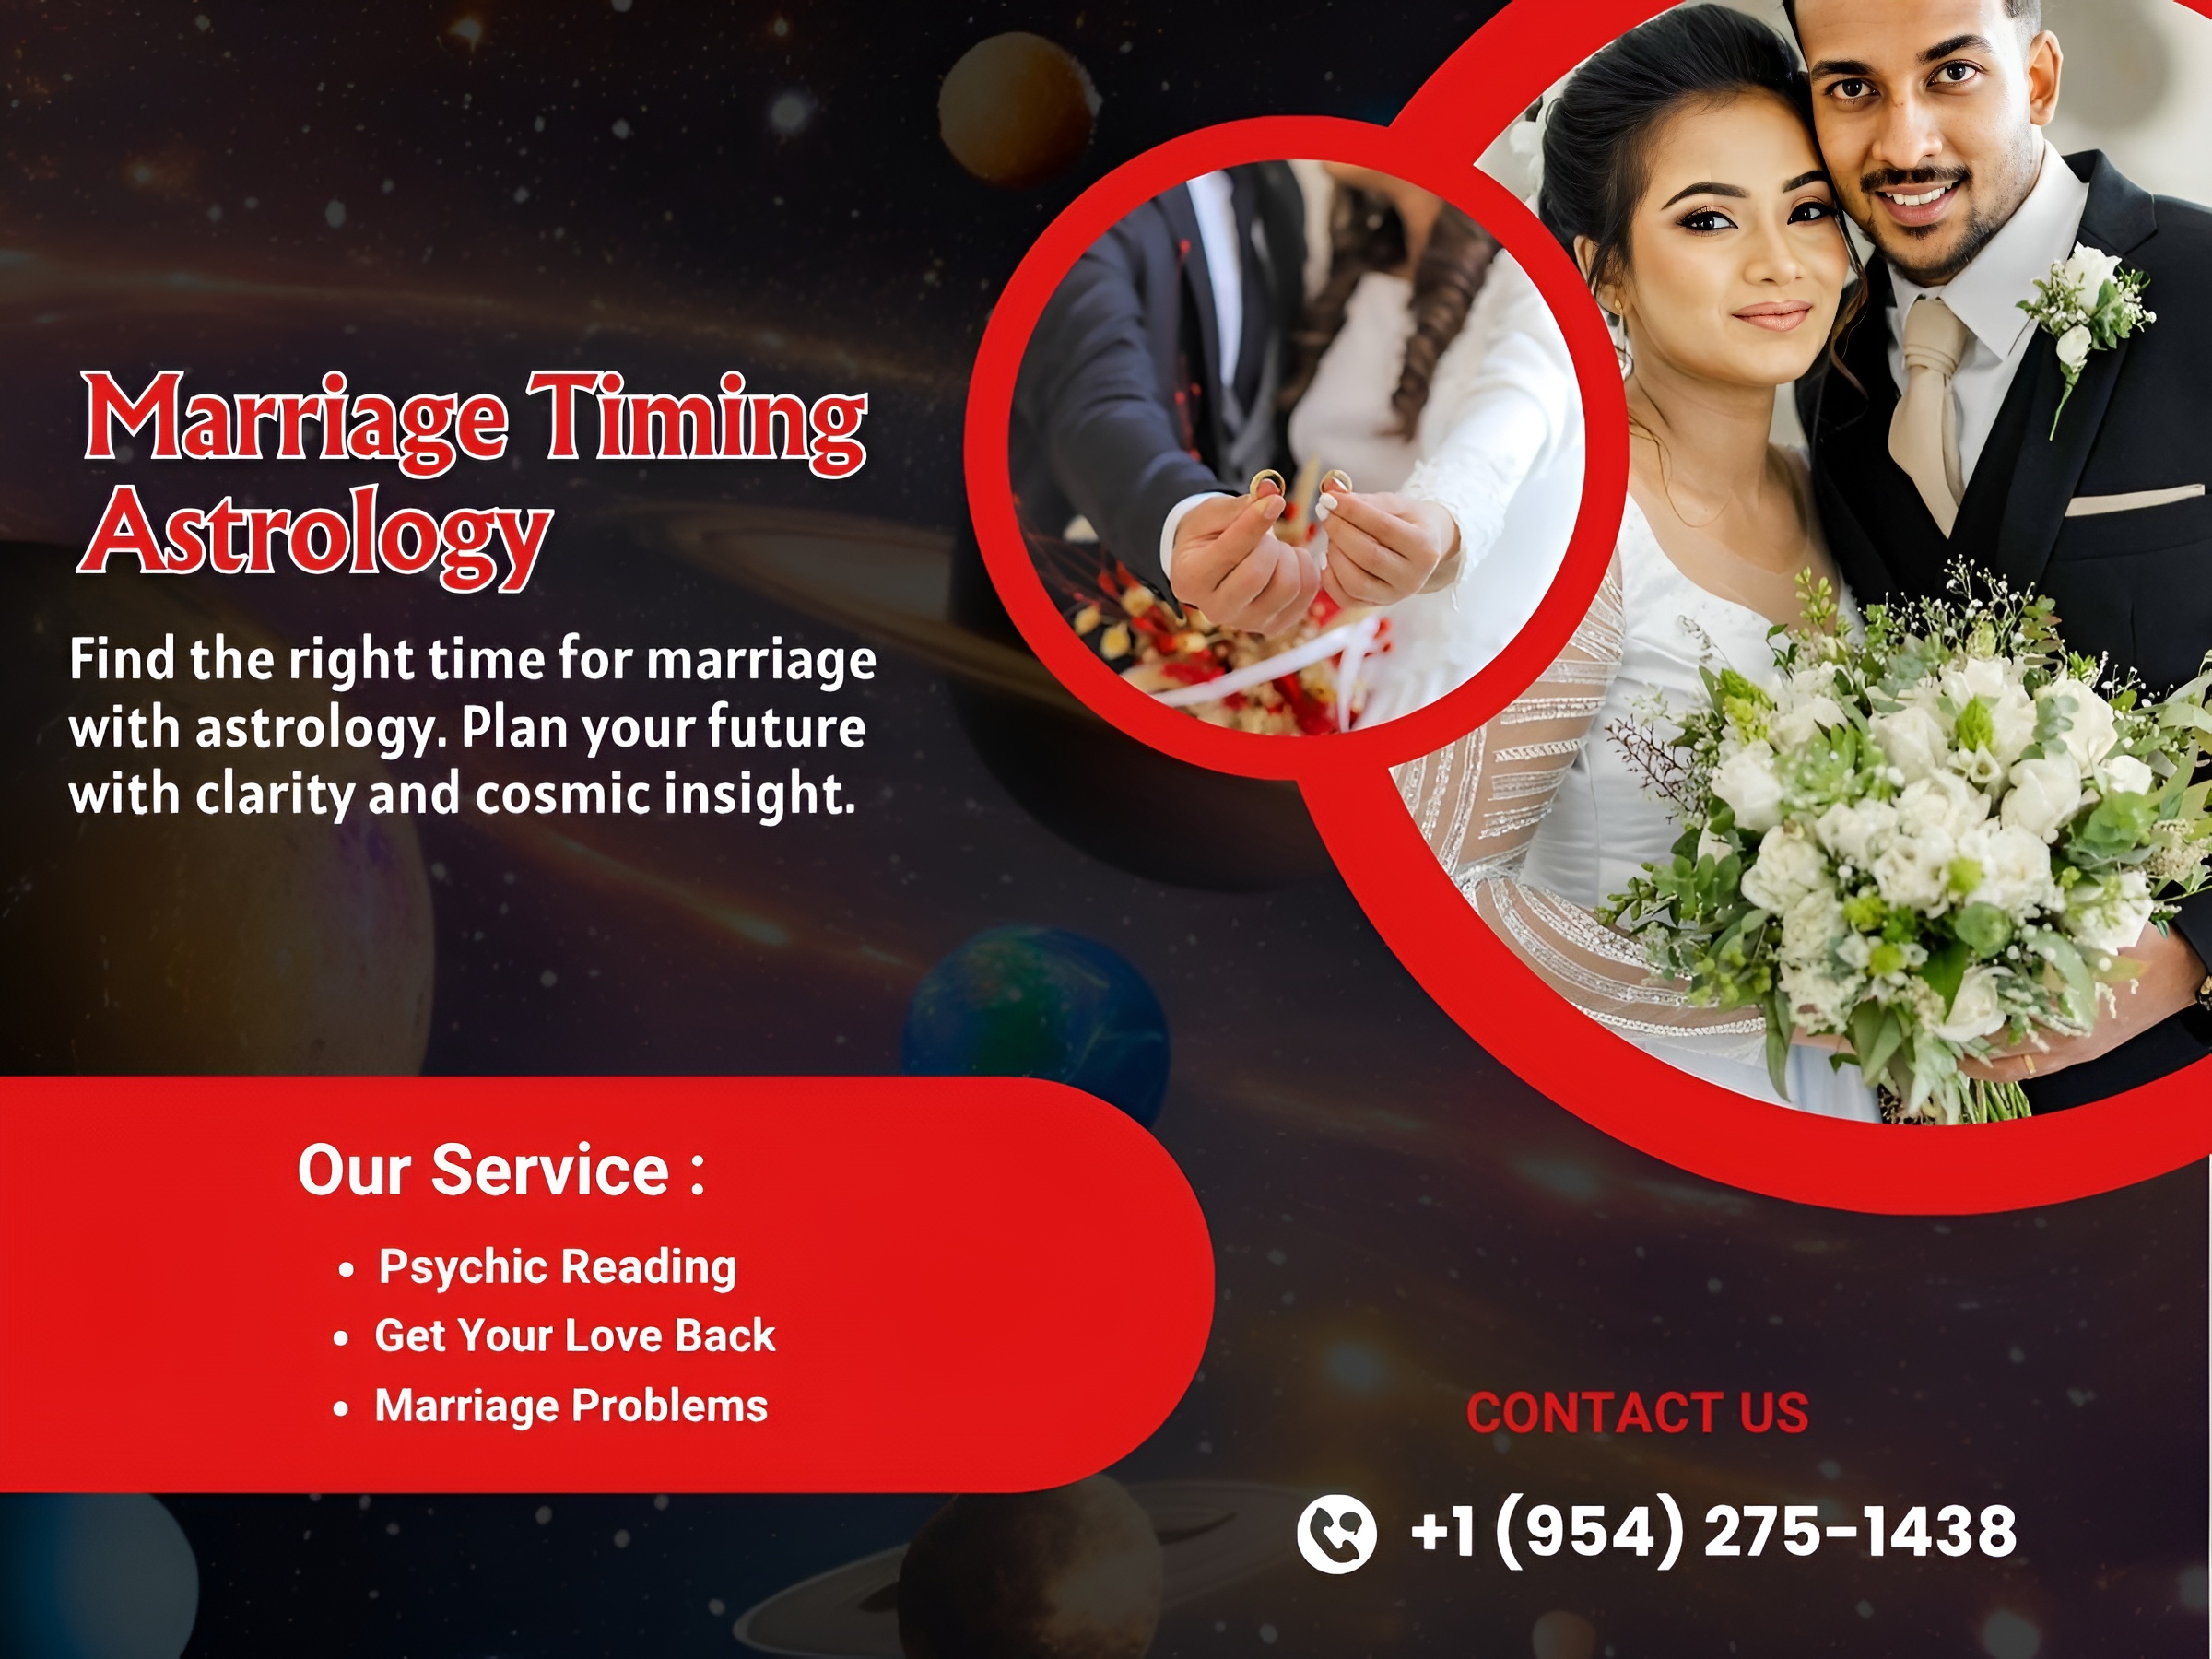 Marriage Timing
Astrology
Find the right time for marriage
with astrology. Plan your future
with clarity and cosmic insight.
Our Service :
• Psychic Reading
• Get Your Love Back
• Marriage Problems
CONTACT US
+1 (954) 275-1438